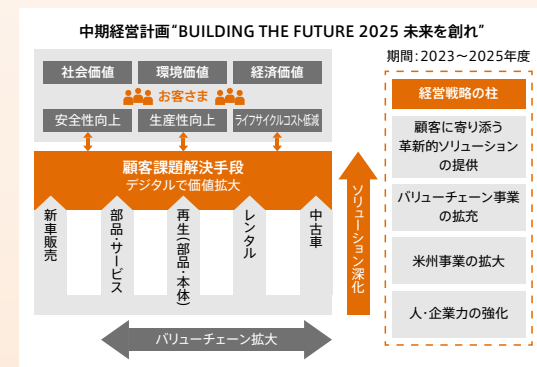 中期経営計画“BUILDING THE FUTURE 2025 未来を創れ”
期間：2023～2025年度
社会価値
環境価値
経済価値
お客さま
安全性向上
生産性向上
ライフサイクルコスト低減
顧客課題解決手段
デジタルで価値拡大
新車販売
部品・サービス
再生（部品・本体）
レンタル
中古車
バリューチェーン拡大
ソリューション深化
経営戦略の柱
顧客に寄り添う
革新的ソリューション
の提供
バリューチェーン事業
の拡充
米州事業の拡大
人・企業力の強化